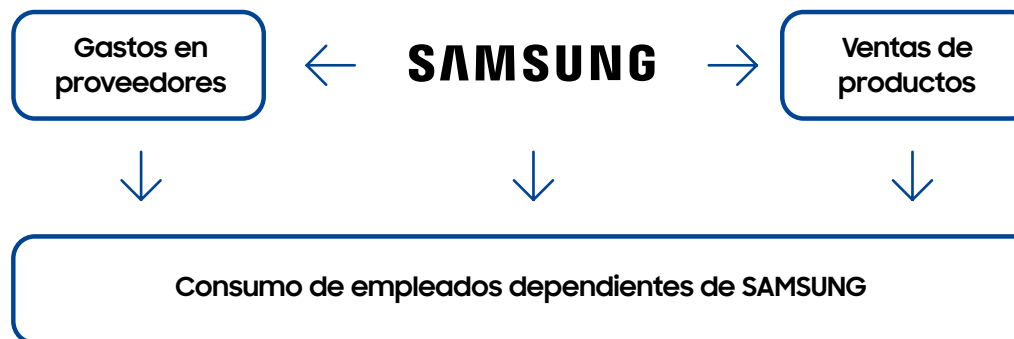 Gastos en
proveedores
SAMSUNG
Ventas de
productos
Consumo de empleados dependientes de SAMSUNG